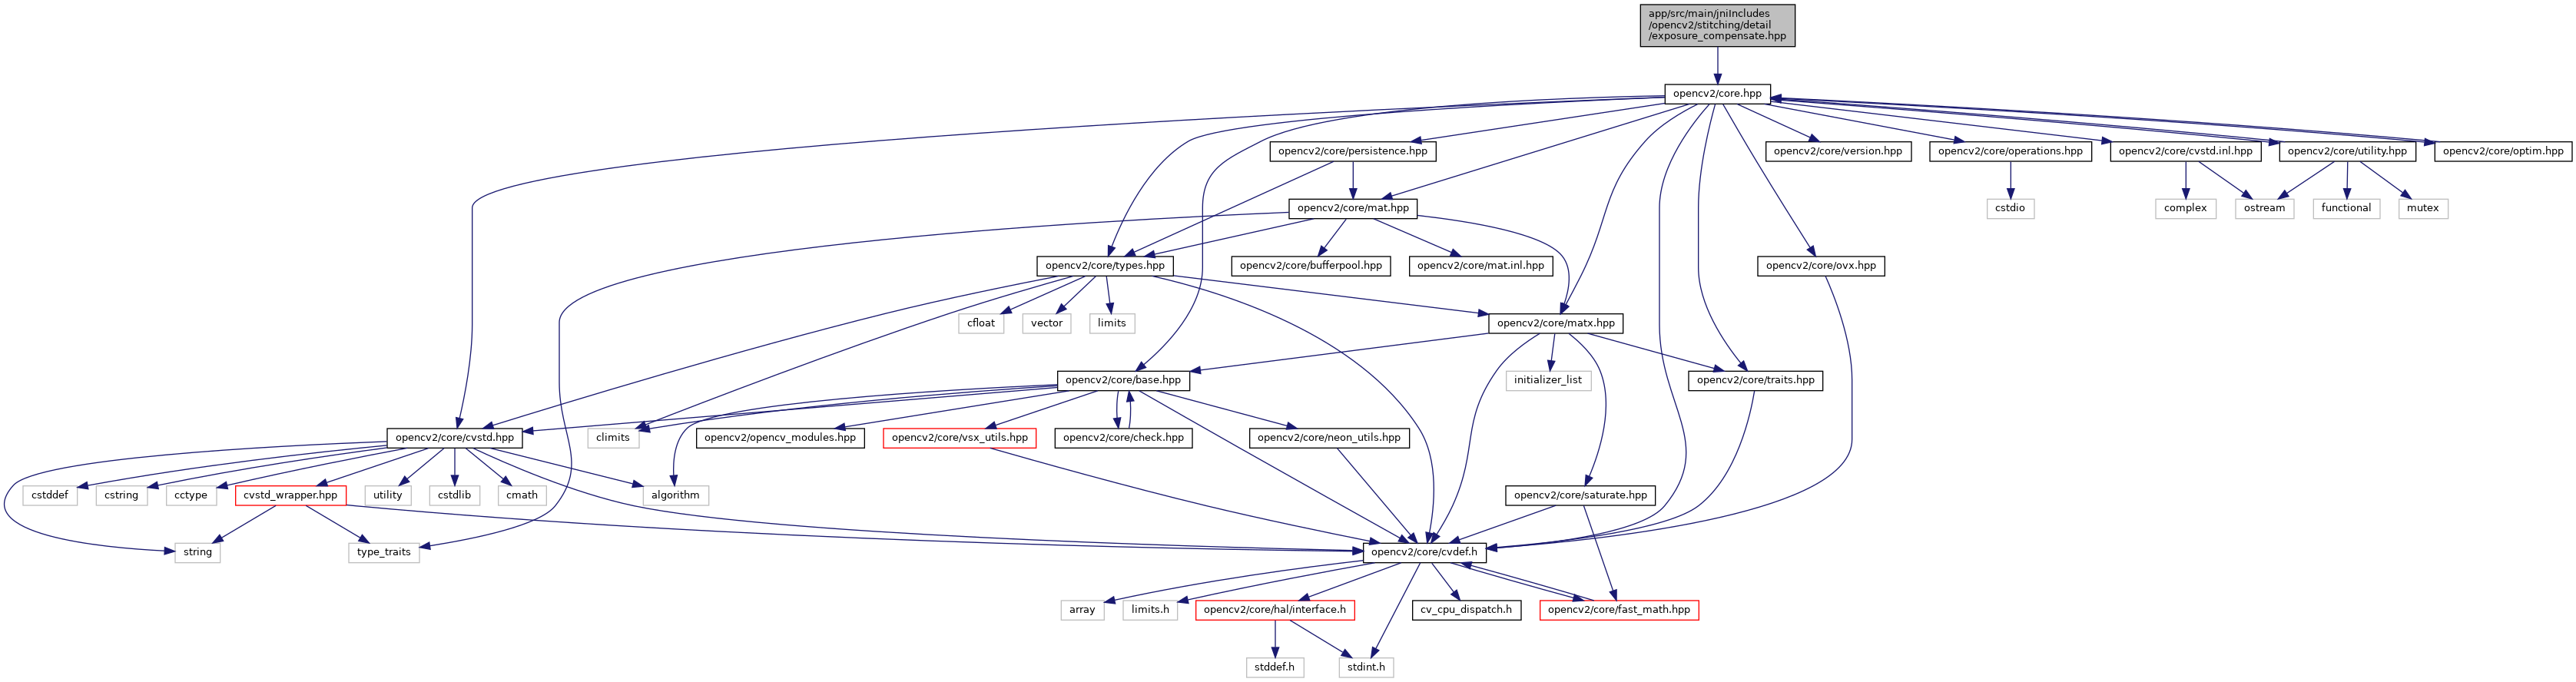 app/src/main/jniIncludes
/opencv2/stitching/detail
/exposure_compensate.hpp
opencv2/core.hpp
opencv2/core/persistence.hpp
opencv2/core/version.hpp
opencv2/core/operations.hpp
opencv2/core/cvstd.inl.hpp
opencv2/core/utility.hpp
opencv2/core/optim.hpp
opencv2/core/mat.hpp
cstdio
complex
ostream
functional
mutex
opencv2/core/types.hpp
opencv2/core/bufferpool.hpp
opencv2/core/mat.inl.hpp
opencv2/core/ovx.hpp
cfloat
vector
limits
opencv2/core/matx.hpp
opencv2/core/base.hpp
initializer_list
opencv2/core/traits.hpp
opencv2/core/cvstd.hpp
climits
opencv2/opencv_modules.hpp
opencv2/core/vsx_utils.hpp
opencv2/core/check.hpp
opencv2/core/neon_utils.hpp
cstddef
cstring
cctype
cvstd_wrapper.hpp
utility
cstdlib
cmath
algorithm
opencv2/core/saturate.hpp
string
type_traits
opencv2/core/cvdef.h
array
limits.h
opencv2/core/hal/interface.h
cv_cpu_dispatch.h
opencv2/core/fast_math.hpp
stddef.h
stdint.h